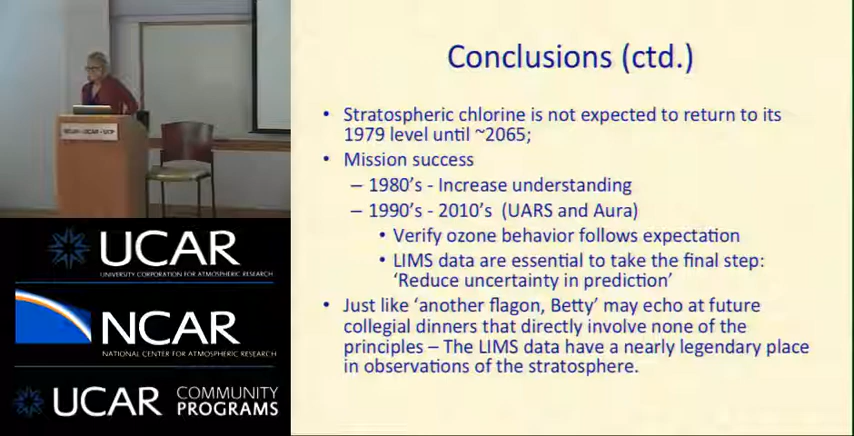 Conclusions (ctd.)
• Stratospheric chlorine is not expected to return to its
1979 level until ~2065;
• Mission success
– 1980's - Increase understanding
– 1990's - 2010's (UARS and Aura)
• Verify ozone behavior follows expectation
• LIMS data are essential to take the final step:
'Reduce uncertainty in prediction'
• Just like 'another flagon, Betty' may echo at future
collegial dinners that directly involve none of the
principles – The LIMS data have a nearly legendary place
in observations of the stratosphere.
UCAR
UNIVERSITY CORPORATION FOR ATMOSPHERIC RESEARCH
NCAR
NATIONAL CENTER FOR ATMOSPHERIC RESEARCH
UCAR COMMUNITY
PROGRAMS